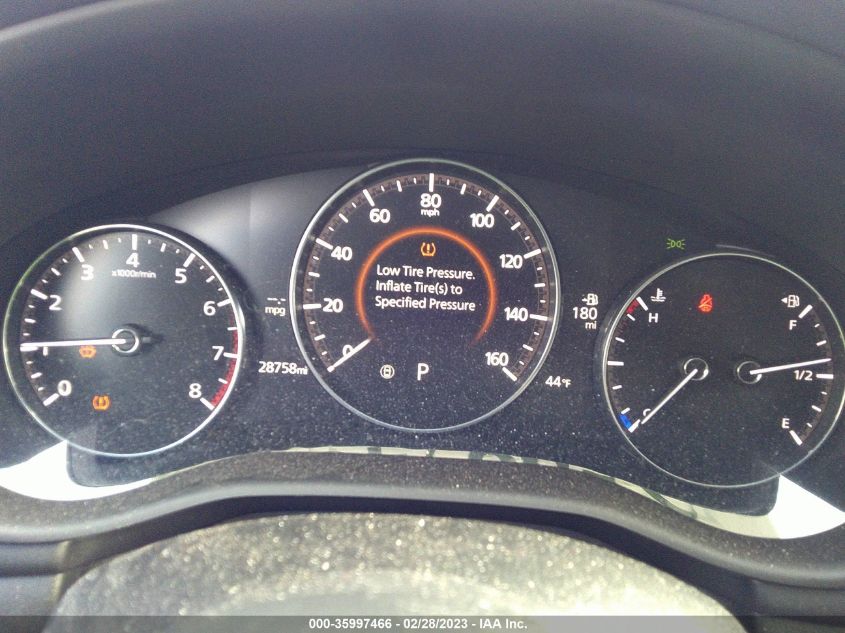 0
1
2
3
4
5
6
7
8
x1000r/min
-.-
mpg
28758mi
0
20
40
60
80
mph
100
120
140
160
Low Tire Pressure.
Inflate Tire(s) to
Specified Pressure
P
180
mi
44°F
H
C
F
1/2
E
000-35997466 / 02/28/2023 / IAA Inc.